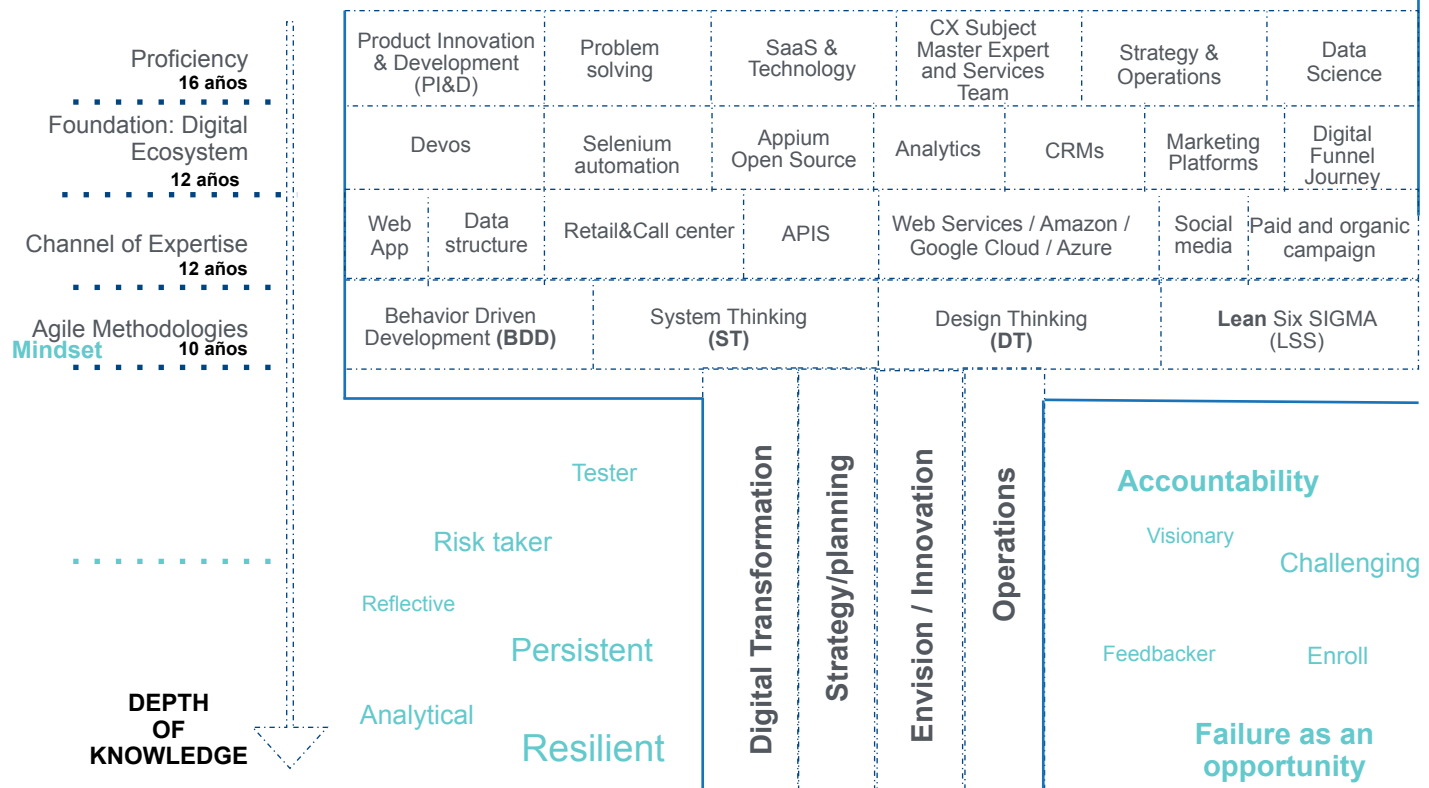 Proficiency
16 años
Product Innovation
& Development
(PI&D)
Problem
solving
SaaS &
Technology
CX Subject
Master Expert
and Services
Team
Strategy &
Operations
Data
Science
Foundation: Digital
Ecosystem
12 años
Devos
Selenium
automation
Appium
Open Source
Analytics
CRMs
Marketing
Platforms
Digital
Funnel
Journey
Channel of Expertise
12 años
Web
App
Data
structure
Retail&Call center
APIS
Web Services / Amazon /
Google Cloud / Azure
Social
media
Paid and organic
campaign
Agile Methodologies
Mindset
10 años
Behavior Driven
Development (BDD)
System Thinking
(ST)
Design Thinking
(DT)
Lean Six SIGMA
(LSS)
Tester
Risk taker
Reflective
Persistent
Analytical
Resilient
DEPTH
OF
KNOWLEDGE
Digital Transformation
Strategy/planning
Envision / Innovation
Operations
Accountability
Visionary
Challenging
Feedbacker
Enroll
Failure as an
opportunity